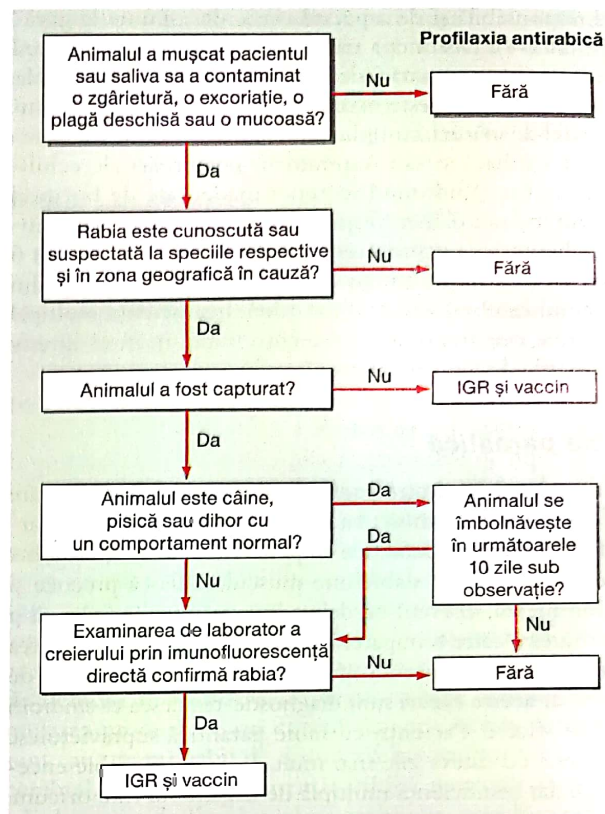 Profilaxia antirabică
Animalul a mușcat pacientul
sau saliva sa a contaminat
o zgârietură, o excoriație, o
plagă deschisă sau o mucoasă?
Nu
Fără
Da
Rabia este cunoscută sau
suspectată la speciile respective
și în zona geografică în cauză?
Nu
Fără
Da
Animalul a fost capturat?
Nu
IGR și vaccin
Da
Animalul este câine,
pisică sau dihor cu
un comportament normal?
Da
Animalul se
îmbolnăvește
în următoarele
10 zile sub
observație?
Da
Nu
Nu
Examinarea de laborator a
creierului prin imunofluorescență
directă confirmă rabia?
Nu
Fără
Da
IGR și vaccin